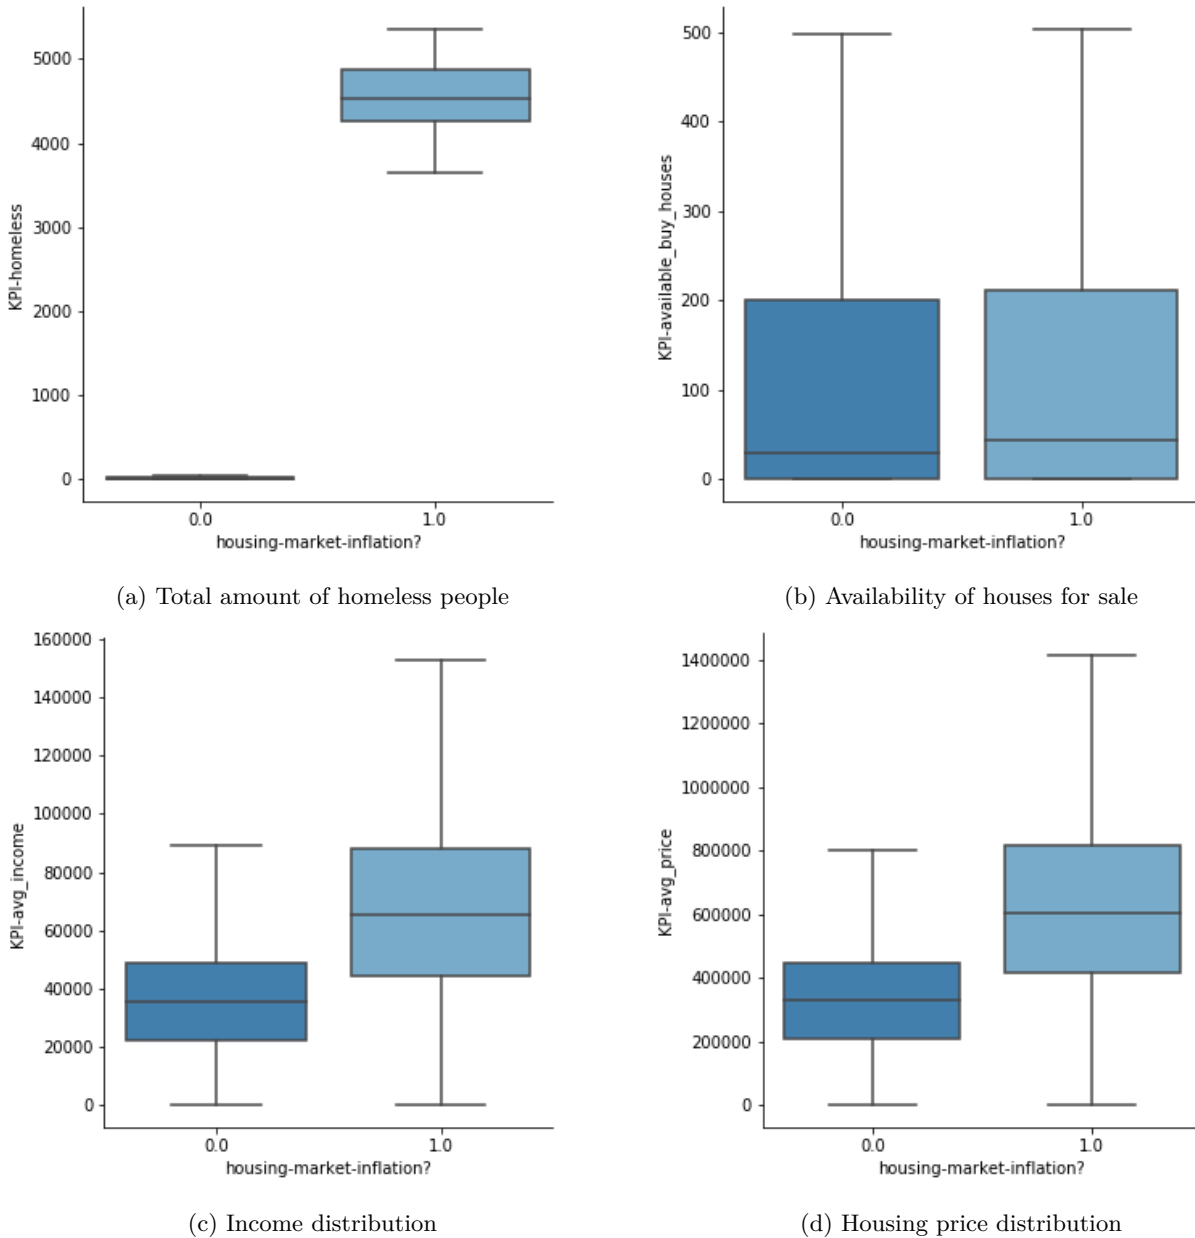 5000
4000
3000
2000
1000
0
KPI-homeless
0.0 1.0
housing-market-inflation?
(a) Total amount of homeless people
500
400
300
200
100
0
KPI-available_buy_houses
0.0 1.0
housing-market-inflation?
(b) Availability of houses for sale
160000
140000
120000
100000
80000
60000
40000
20000
0
KPI-avg_income
0.0 1.0
housing-market-inflation?
(c) Income distribution
1400000
1200000
1000000
800000
600000
400000
200000
0
KPI-avg_price
0.0 1.0
housing-market-inflation?
(d) Housing price distribution